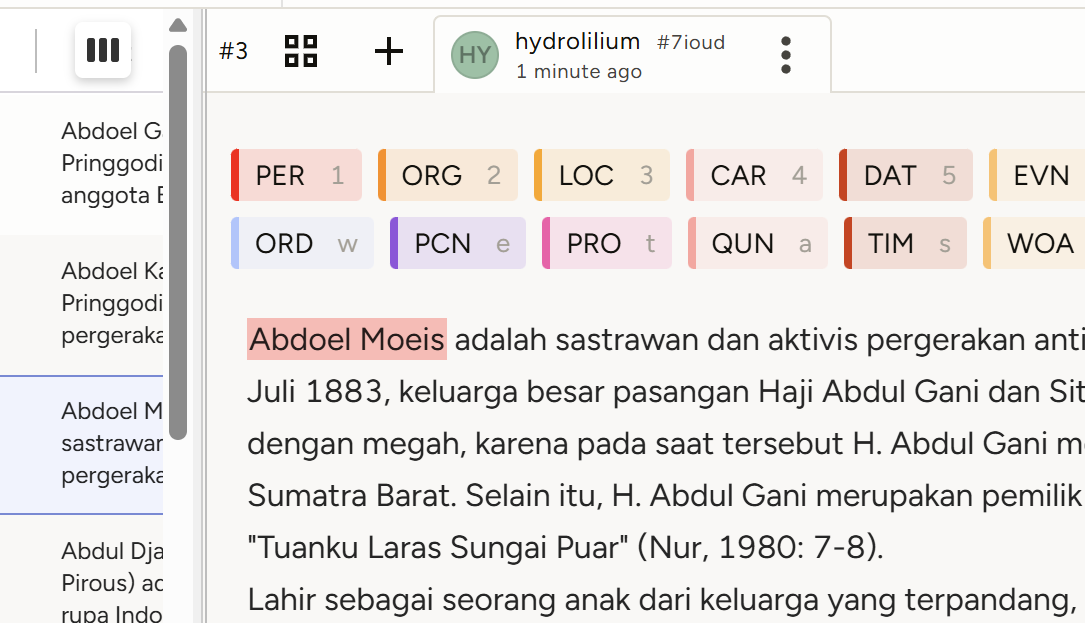 #3
HY
hydrolilium #7ioud
1 minute ago
Abdoel G
Pringgodi
anggota
Abdoel Ka
Pringgodi
pergeraka
Abdoel M
sastrawan
pergeraka
Abdul Dja
Pirous) ad
rupa Indo
PER 1
ORG 2
LOC 3
CAR 4
DAT 5
EVN
ORD w
PCN e
PRO t
QUN a
TIM s
WOA
Abdoel Moeis adalah sastrawan dan aktivis pergerakan anti
Juli 1883, keluarga besar pasangan Haji Abdul Gani dan Sit
dengan megah, karena pada saat tersebut H. Abdul Gani m
Sumatra Barat. Selain itu, H. Abdul Gani merupakan pemilik
"Tuanku Laras Sungai Puar" (Nur, 1980: 7-8).
Lahir sebagai seorang anak dari keluarga yang terpandang,